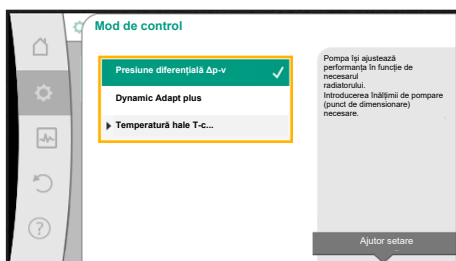 Mod de control
Presiune diferențială Δp-v
Dynamic Adapt plus
Temperatură hale T-c...
Pompa își ajustează
performanța în funcție de
necesarul
radiatorului.
Introducerea înălțimii de pompare
(punct de dimensionare)
necesare.
Ajutor setare